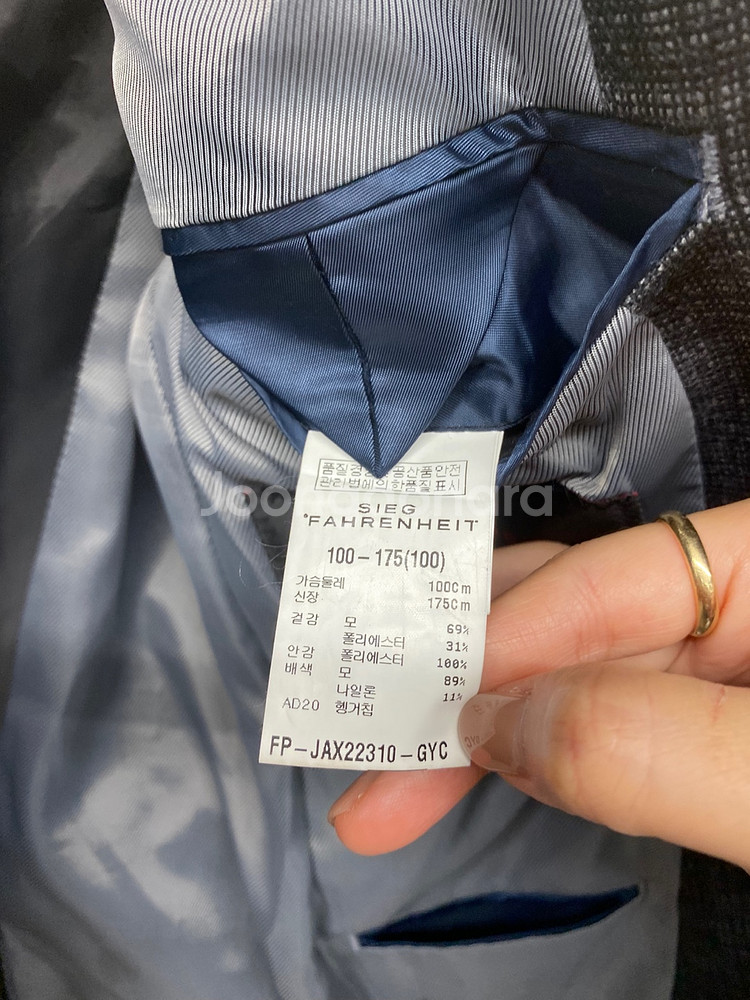 품질경영및공산품안전
관리법에의한품질표시
SIEG
FAHRENHEIT
100-175(100)
가슴둘레 100Cm
신장 175Cm
겉감 모 69%
폴리에스터 31%
안감 폴리에스터 100%
배색 모 89%
나일론 11%
AD20 행거칩
FP-JAX22310-GYC